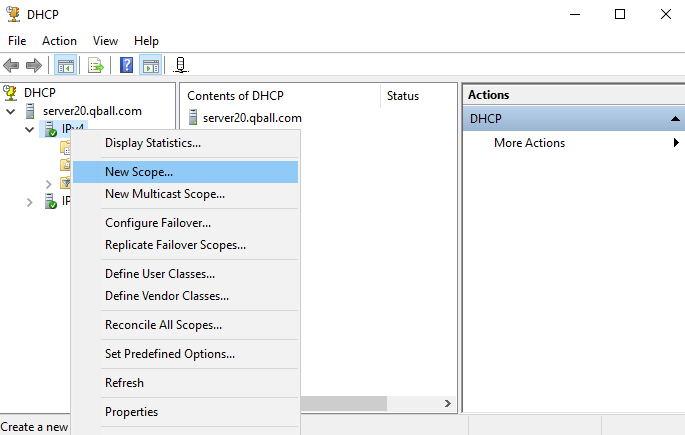 DHCP
File Action View Help
DHCP
server20.qball.com
IPv4
IP
Contents of DHCP Status
server20.qball.com
Actions
DHCP
More Actions
Display Statistics...
New Scope...
New Multicast Scope...
Configure Failover...
Replicate Failover Scopes...
Define User Classes...
Define Vendor Classes...
Reconcile All Scopes...
Set Predefined Options...
Refresh
Properties
Create a new